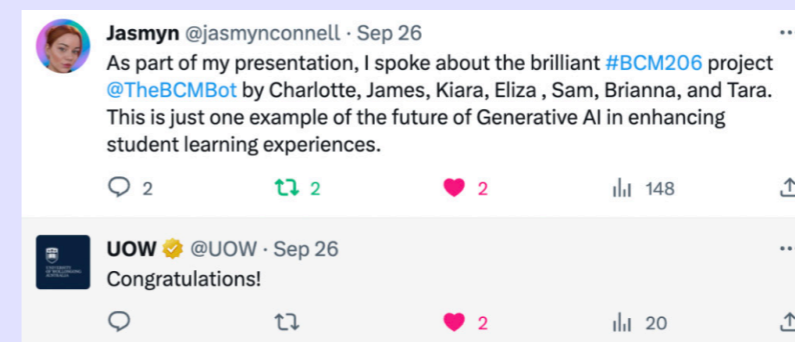 Jasmyn @jasmynconnell · Sep 26
As part of my presentation, I spoke about the brilliant #BCM206 project
@TheBCMBot by Charlotte, James, Kiara, Eliza , Sam, Brianna, and Tara.
This is just one example of the future of Generative AI in enhancing
student learning experiences.
2 2 2 148
UOW @UOW · Sep 26
Congratulations!
2 20